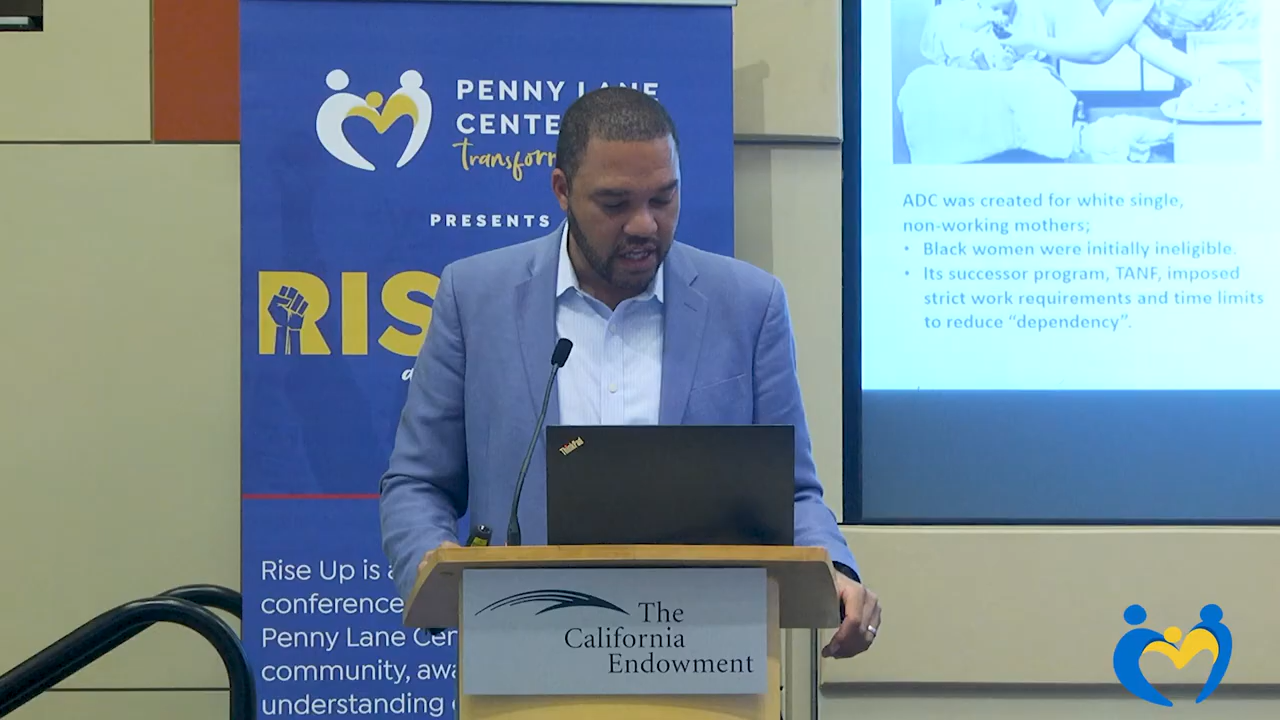 PENNY LANE
CENTE
transfor
PRESENTS
RIS
Rise Up is a
conference
Penny Lane Cen
community, awa
understanding
ADC was created for white single,
non-working mothers;
• Black women were initially ineligible.
• Its successor program, TANF, imposed
strict work requirements and time limits
to reduce “dependency”.
ThinkPad
The
California
Endowment